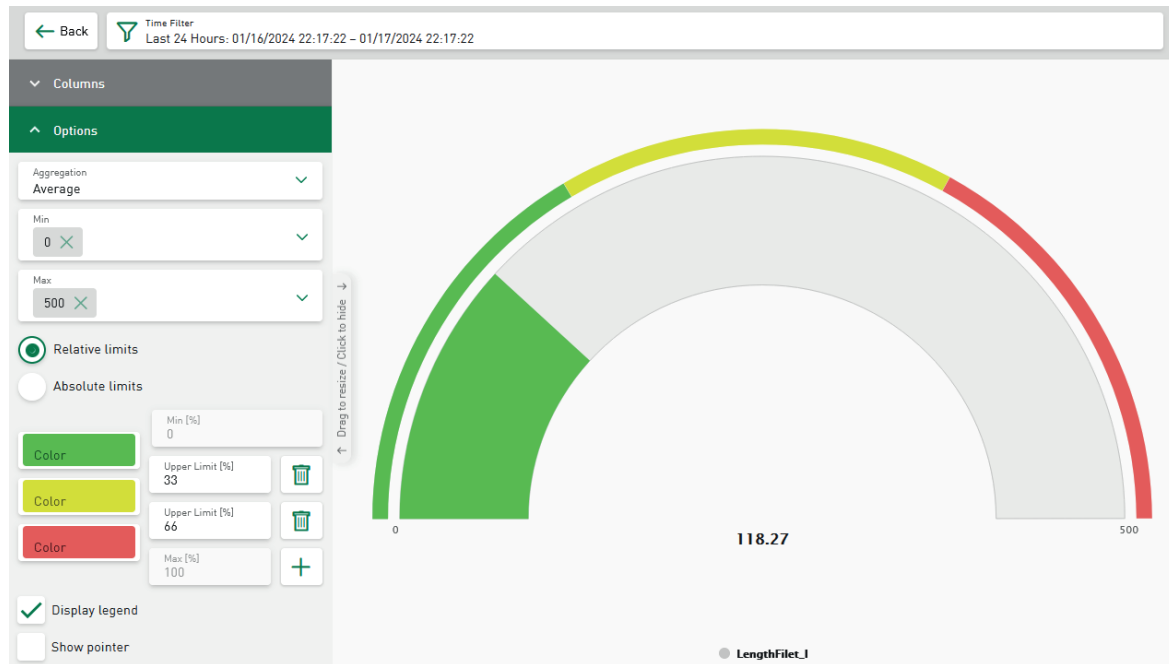 Back
Time Filter
Last 24 Hours: 01/16/2024 22:17:22 – 01/17/2024 22:17:22
Columns
Options
Aggregation
Average
Min
0
Max
500
Relative limits
Absolute limits
Min [%]
0
Color
Upper Limit [%]
33
Color
Upper Limit [%]
66
Color
Max [%]
100
Display legend
Show pointer
Drag to resize / Click to hide
0
500
118.27
LengthFilet_I